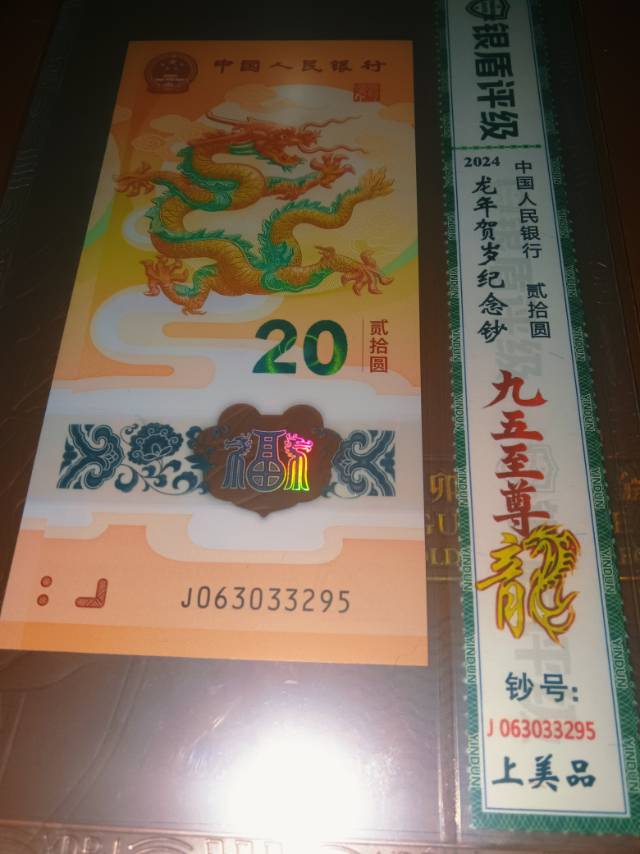 中国人民银行
20
贰拾圆
福
J063033295
银盾评级
2024
龙年贺岁纪念钞
中国人民银行 贰拾圆
九五至尊
龍
钞号:
J 063033295
上美品
YINDUN